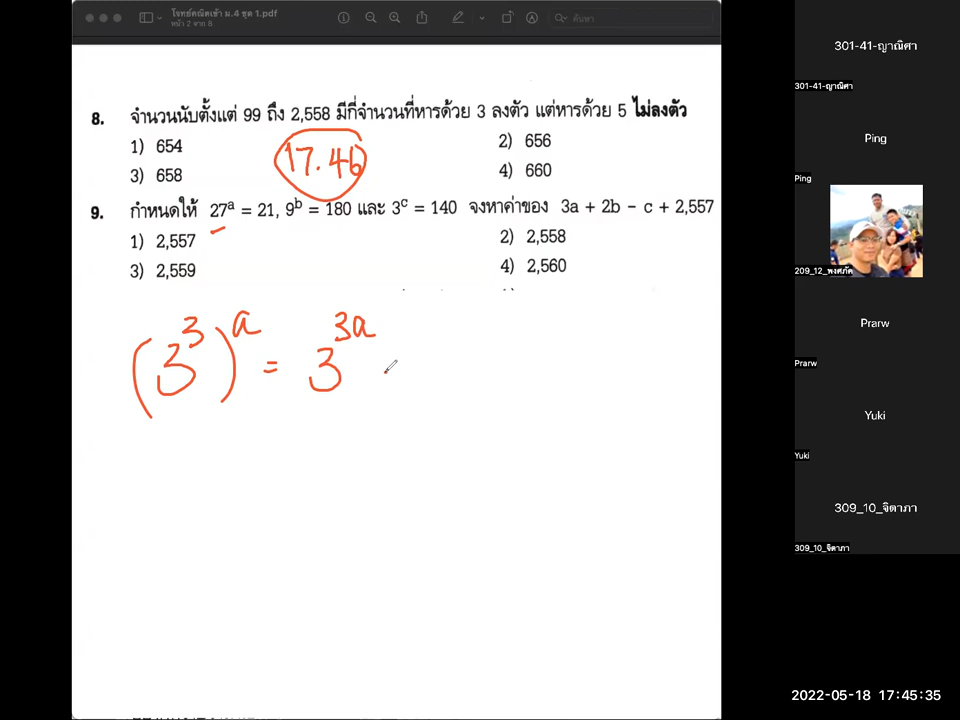 โจทย์คณิตเข้า ม.4 ชุด 1.pdf
หน้า 2 จาก 8
ค้นหา
8. จำนวนนับตั้งแต่ 99 ถึง 2,558 มีกี่จำนวนที่หารด้วย 3 ลงตัว แต่หารด้วย 5 ไม่ลงตัว
1) 654
2) 656
3) 658
4) 660
17.46
9. กำหนดให้ 27ᵃ = 21, 9ᵇ = 180 และ 3ᶜ = 140 จงหาค่าของ 3a + 2b − c + 2,557
1) 2,557
2) 2,558
3) 2,559
4) 2,560
(3³)ᵃ = 3³ᵃ
301-41-ญาณิศา
301-41-ญาณิศา
Ping
Ping
209_12_พงศภัค
Prarw
Prarw
Yuki
Yuki
309_10_จิดาภา
309_10_จิดาภา
2022-05-18 17:45:35